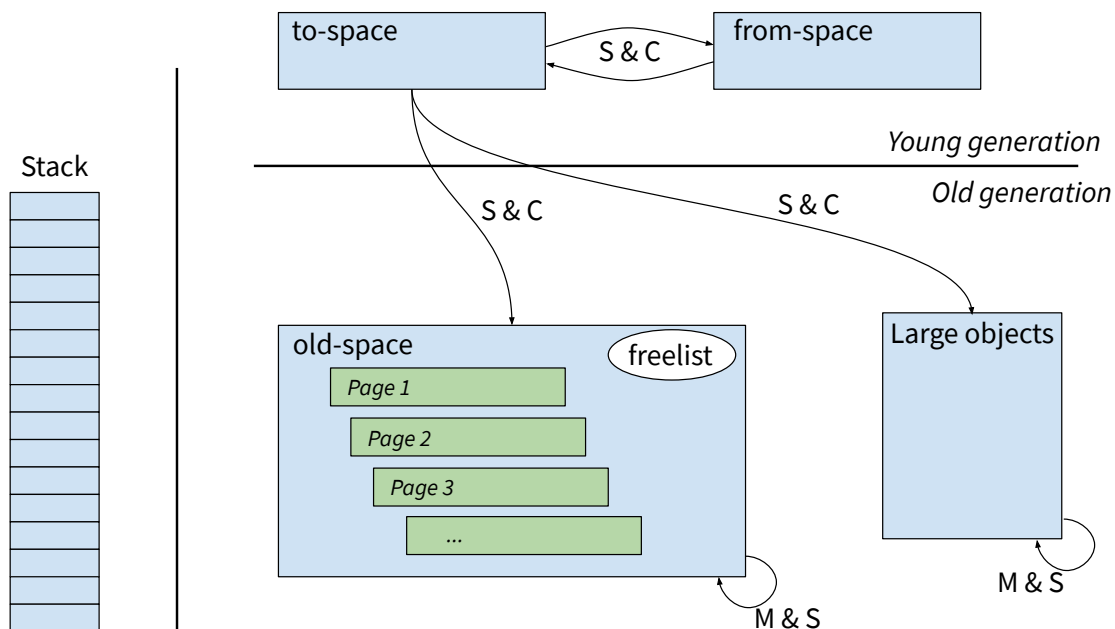 to-space
from-space
S & C
Young generation
Old generation
Stack
S & C
S & C
old-space
freelist
Large objects
Page 1
Page 2
Page 3
...
M & S
M & S